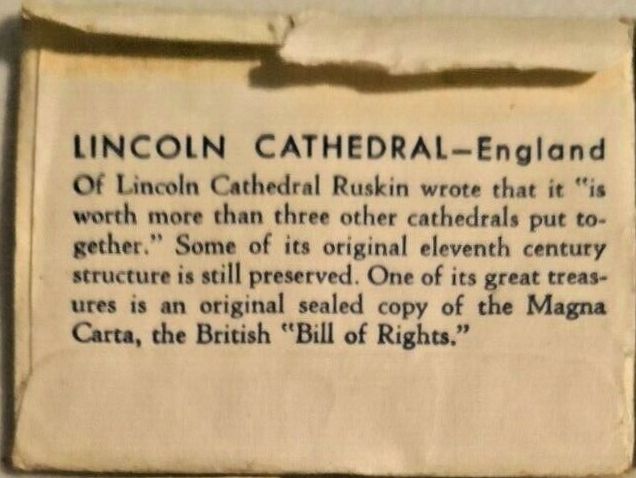 LINCOLN CATHEDRAL—England
Of Lincoln Cathedral Ruskin wrote that it "is
worth more than three other cathedrals put to-
gether." Some of its original eleventh century
structure is still preserved. One of its great treas-
ures is an original sealed copy of the Magna
Carta, the British "Bill of Rights."